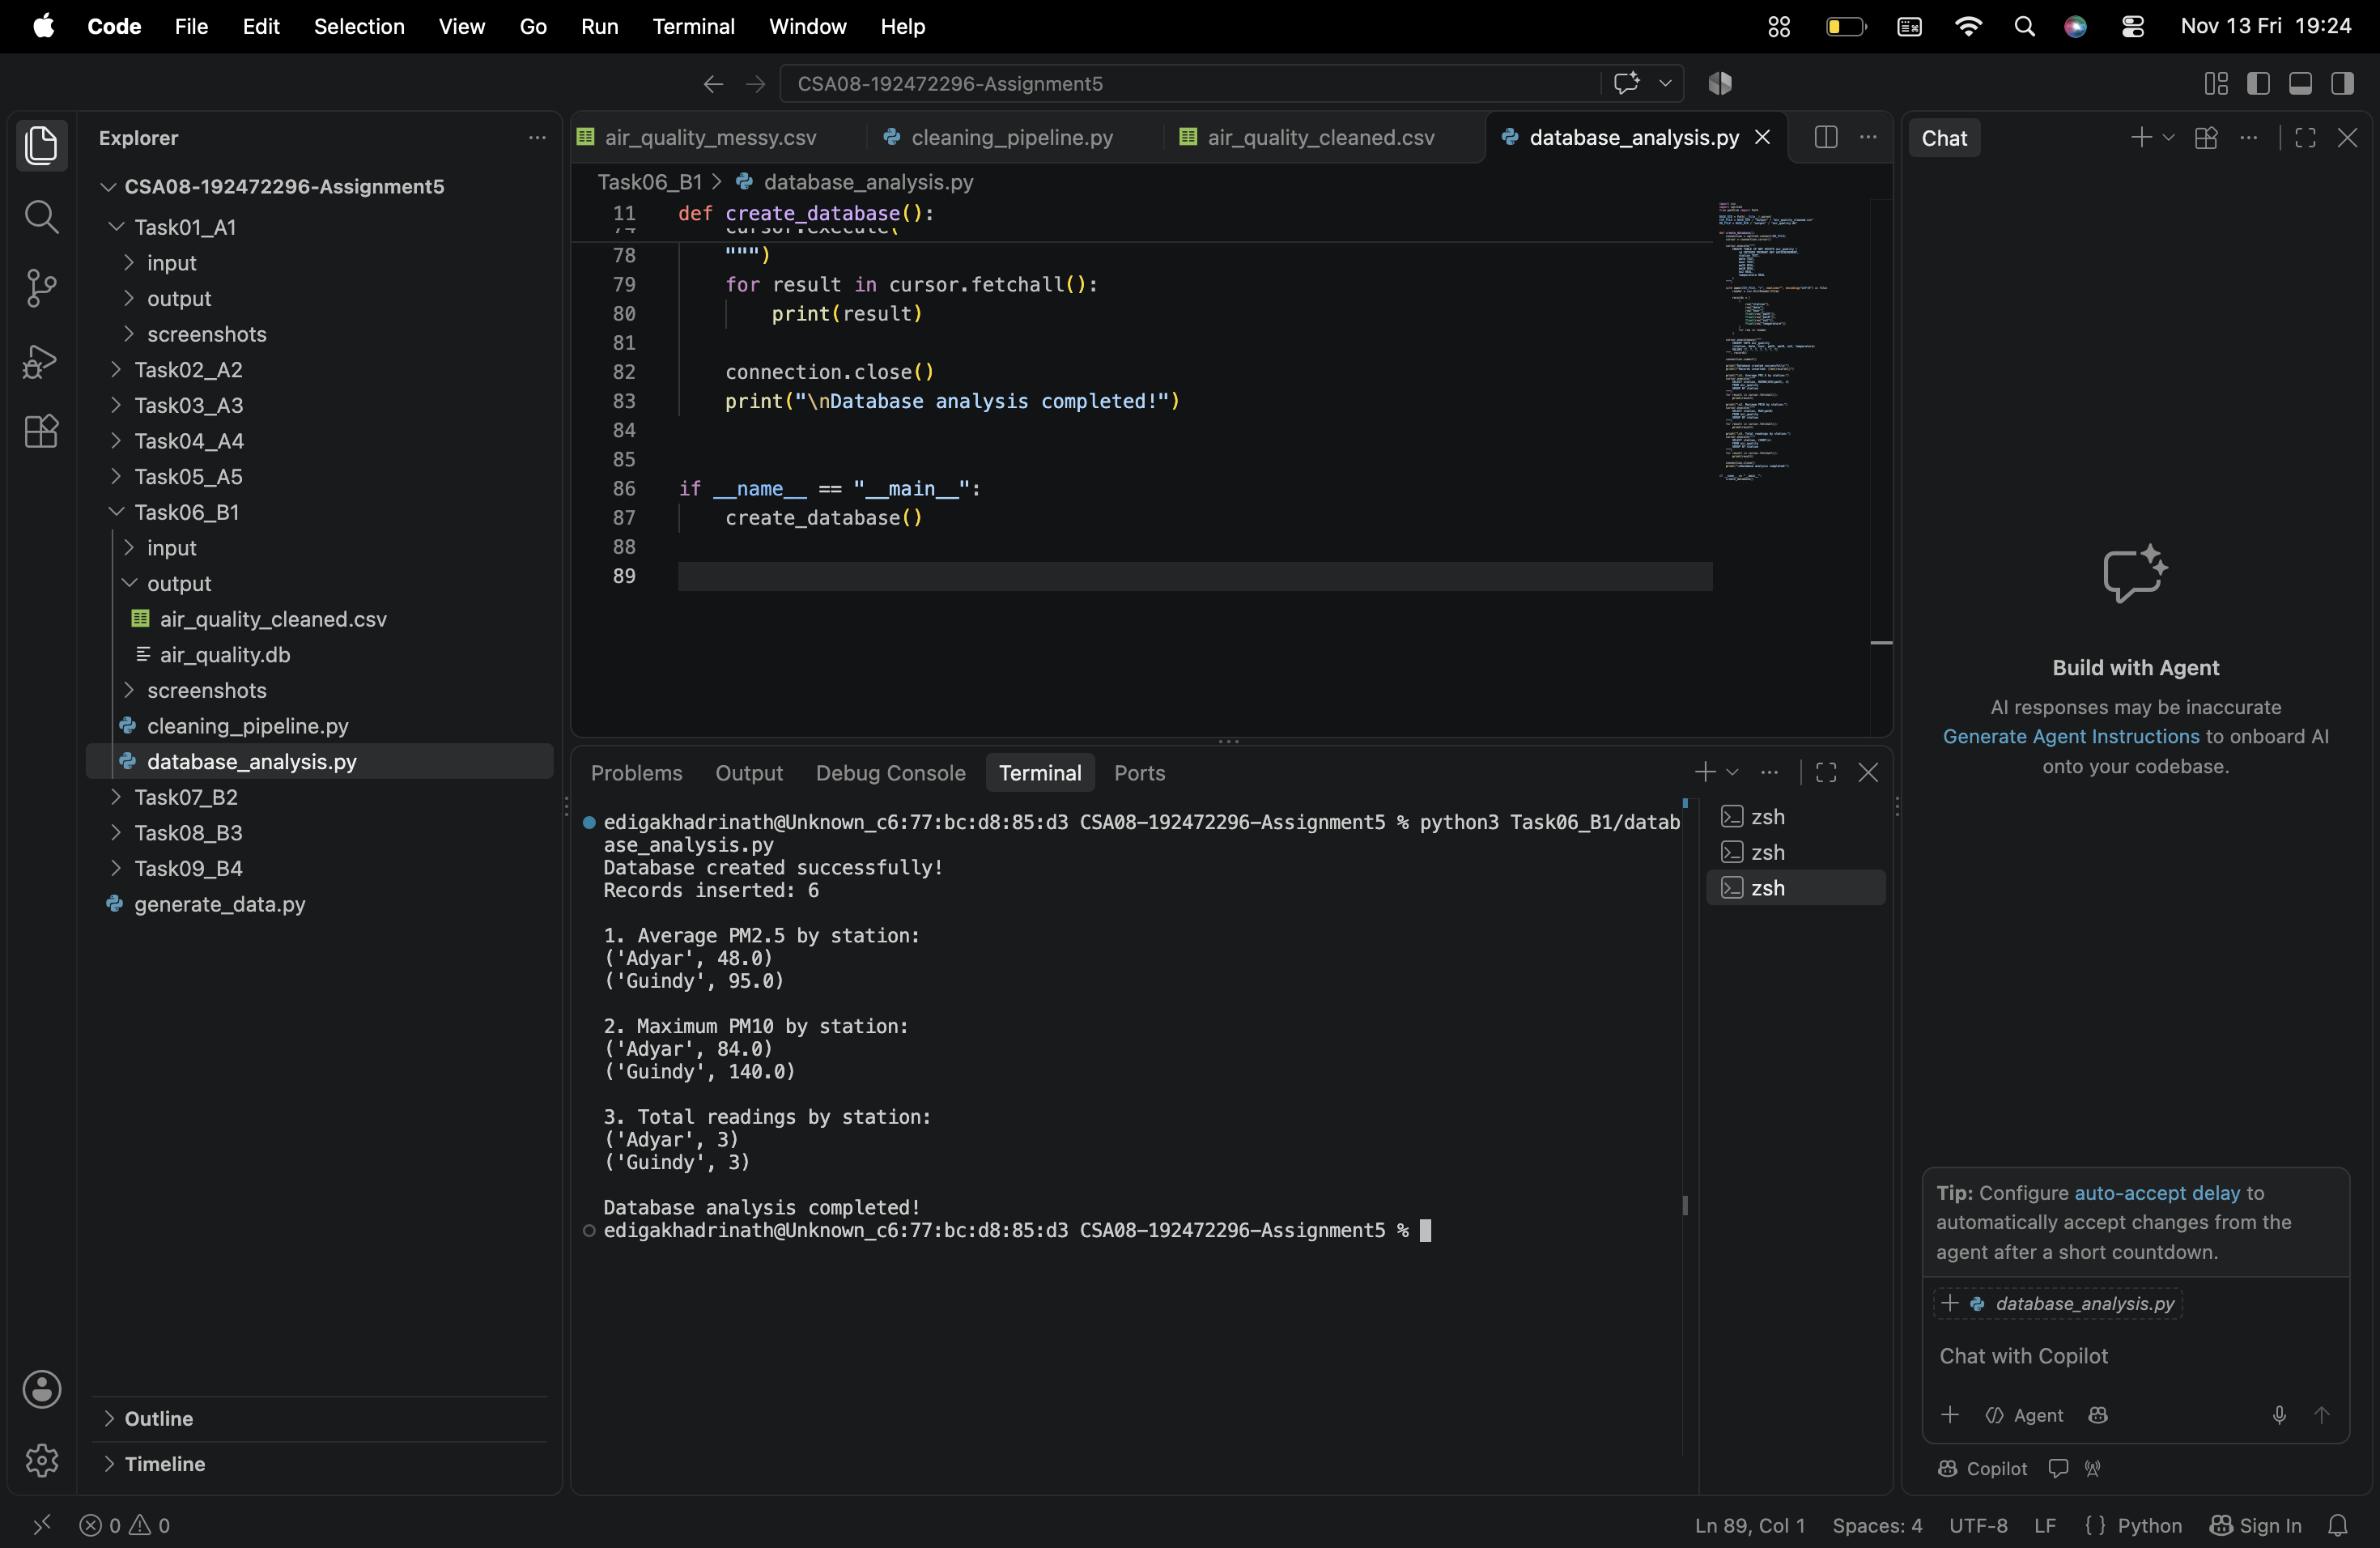 Code File Edit Selection View Go Run Terminal Window Help Nov 13 Fri 19:24
CSA08-192472296-Assignment5
Explorer
CSA08-192472296-Assignment5
Task01_A1
input
output
screenshots
Task02_A2
Task03_A3
Task04_A4
Task05_A5
Task06_B1
input
output
air_quality_cleaned.csv
air_quality.db
screenshots
cleaning_pipeline.py
database_analysis.py
Task07_B2
Task08_B3
Task09_B4
generate_data.py
Outline
Timeline
air_quality_messy.csv cleaning_pipeline.py air_quality_cleaned.csv database_analysis.py
Task06_B1 > database_analysis.py
11 def create_database():
78 """)
79 for result in cursor.fetchall():
80 print(result)
81
82 connection.close()
83 print("\nDatabase analysis completed!")
84
85
86 if __name__ == "__main__":
87 create_database()
88
89
Problems Output Debug Console Terminal Ports
edigakhadrinath@Unknown_c6:77:bc:d8:85:d3 CSA08-192472296-Assignment5 % python3 Task06_B1/datab
ase_analysis.py
Database created successfully!
Records inserted: 6
1. Average PM2.5 by station:
('Adyar', 48.0)
('Guindy', 95.0)
2. Maximum PM10 by station:
('Adyar', 84.0)
('Guindy', 140.0)
3. Total readings by station:
('Adyar', 3)
('Guindy', 3)
Database analysis completed!
edigakhadrinath@Unknown_c6:77:bc:d8:85:d3 CSA08-192472296-Assignment5 %
zsh
zsh
zsh
Chat
Build with Agent
AI responses may be inaccurate
Generate Agent Instructions to onboard AI
onto your codebase.
Tip: Configure auto-accept delay to
automatically accept changes from the
agent after a short countdown.
database_analysis.py
Chat with Copilot
Agent
Copilot
0 0
Ln 89, Col 1 Spaces: 4 UTF-8 LF {} Python Sign In